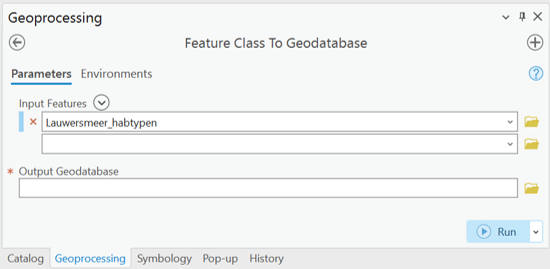 Geoprocessing
Feature Class To Geodatabase
Parameters Environments
Input Features
Lauwersmeer_habtypen
* Output Geodatabase
Run
Catalog Geoprocessing Symbology Pop-up History